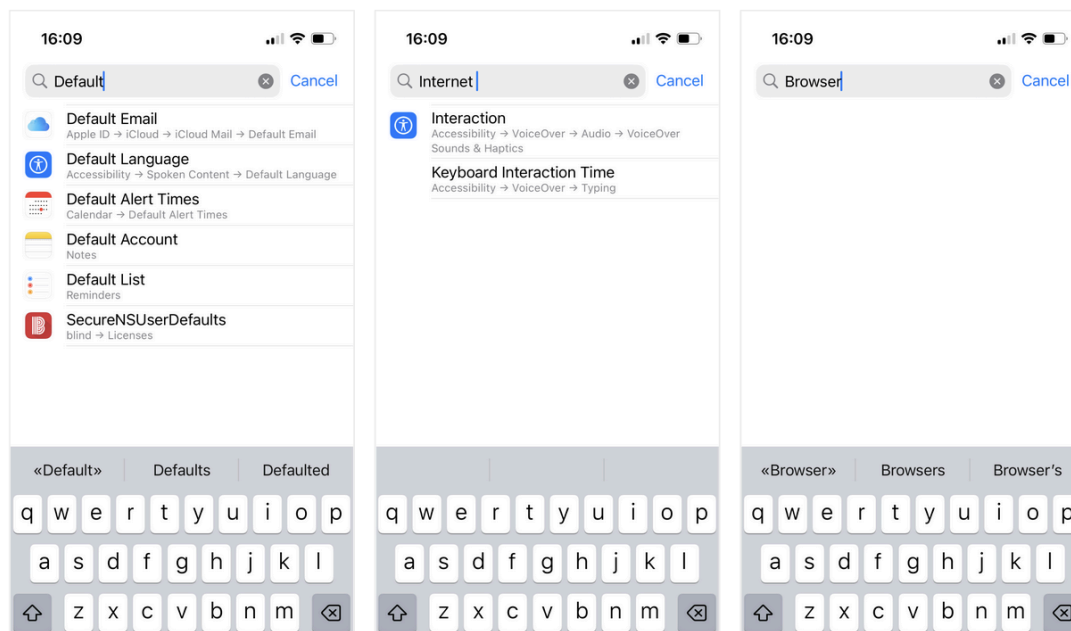 16:09
Default
Cancel
Default Email
Apple ID → iCloud → iCloud Mail → Default Email
Default Language
Accessibility → Spoken Content → Default Language
Default Alert Times
Calendar → Default Alert Times
Default Account
Notes
Default List
Reminders
SecureNSUserDefaults
blind → Licenses
«Default» Defaults Defaulted
q w e r t y u i o p
a s d f g h j k l
z x c v b n m
16:09
Internet
Cancel
Interaction
Accessibility → VoiceOver → Audio → VoiceOver
Sounds & Haptics
Keyboard Interaction Time
Accessibility → VoiceOver → Typing
q w e r t y u i o p
a s d f g h j k l
z x c v b n m
16:09
Browser
Cancel
«Browser» Browsers Browser's
q w e r t y u i o p
a s d f g h j k l
z x c v b n m